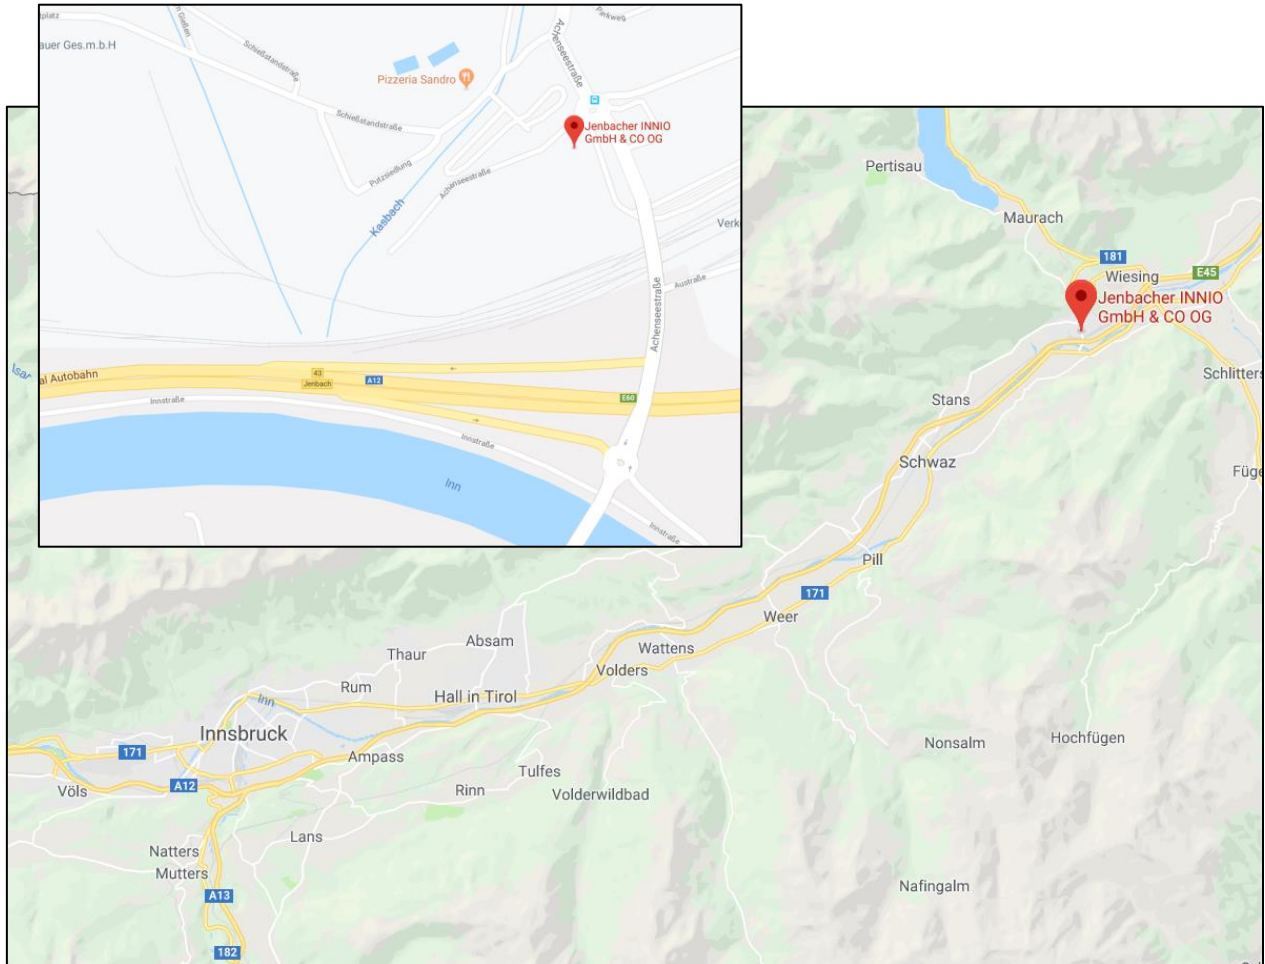 Parkweg
Achenseestraße
auer Ges.m.b.H
Schießstandstraße
Pizzeria Sandro
Schießstandstraße
Jenbacher INNIO
GmbH & CO OG
Putzsiedlung
Achenseestraße
Kasbach
Verk
Austraße
Achenseestraße
al Autobahn
43
Jenbach
A12
E60
Innstraße
Innstraße
Inn
Innstraße
Pertisau
Maurach
181
Wiesing
E45
Jenbacher INNIO
GmbH & CO OG
Schlitters
Stans
Schwaz
Füge
Isar
Pill
171
Weer
Absam
Wattens
Thaur
Volders
Rum
Hall in Tirol
Inn
Innsbruck
171
Ampass
Nonsalm
Hochfügen
Tulfes
A12
Völs
Rinn
Volderwildbad
Lans
Natters
Mutters
Nafingalm
A13
182